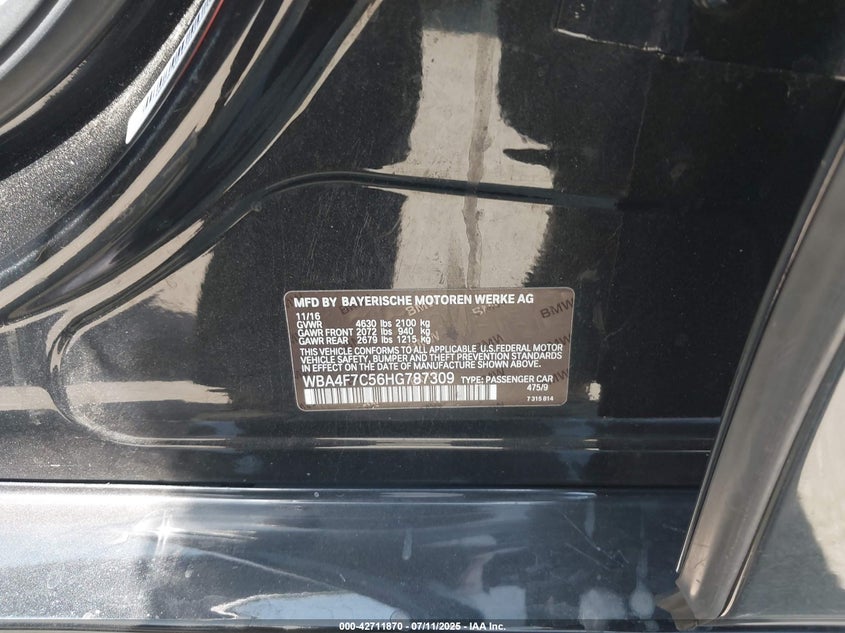 MFD BY BAYERISCHE MOTOREN WERKE AG
11/16
GVWR 4630 lbs 2100 kg
GAWR FRONT 2072 lbs 940 kg
GAWR REAR 2679 lbs 1215 kg
THIS VEHICLE CONFORMS TO ALL APPLICABLE U.S. FEDERAL MOTOR
VEHICLE SAFETY, BUMPER AND THEFT PREVENTION STANDARDS
IN EFFECT ON THE DATE OF MANUFACTURE SHOWN ABOVE.
WBA4F7C56HG787309 TYPE: PASSENGER CAR
475/9
7 315 814
BMW
BMW
BMW
000-42711870 - 07/11/2025 - IAA Inc.